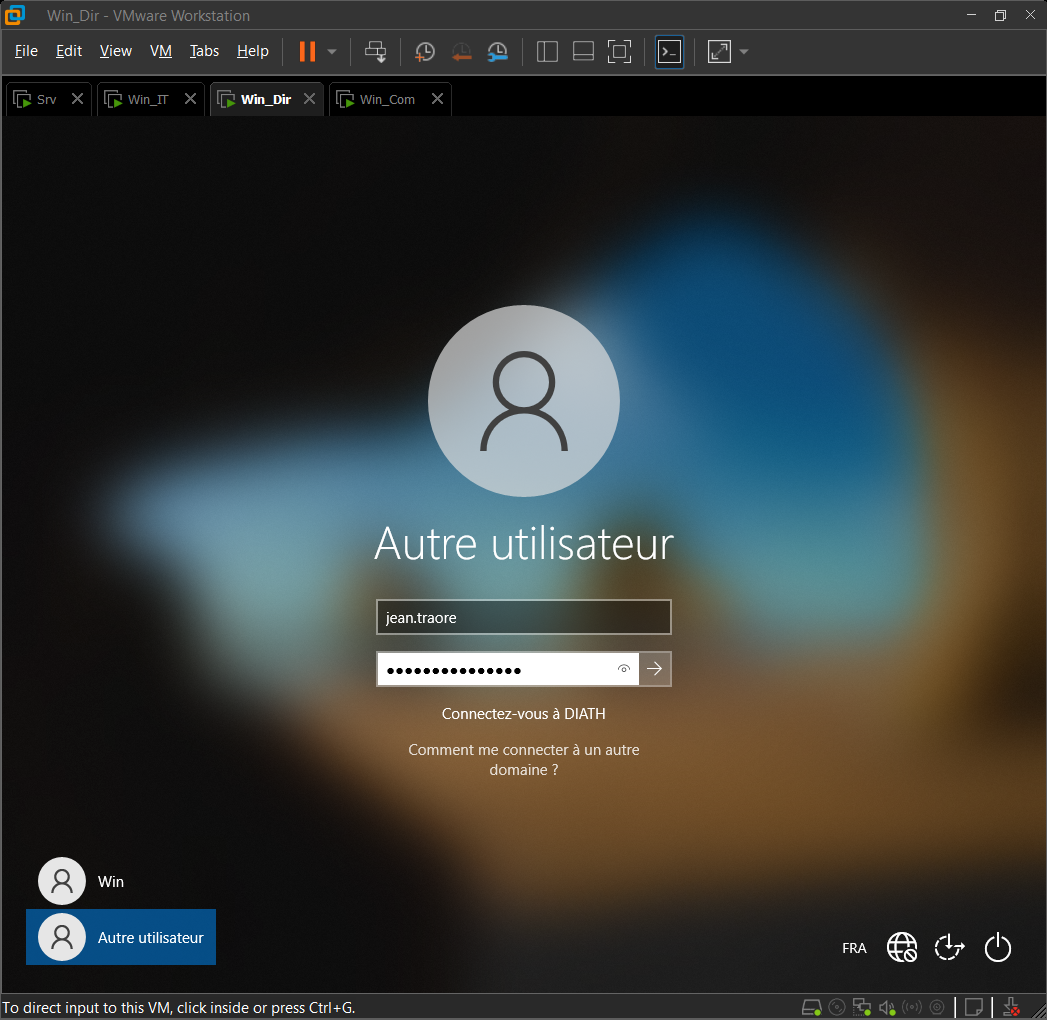 Win_Dir - VMware Workstation
File Edit View VM Tabs Help
Srv Win_IT Win_Dir Win_Com
Autre utilisateur
jean.traore
●●●●●●●●●●●●●●●
Connectez-vous à DIATH
Comment me connecter à un autre
domaine ?
Win
Autre utilisateur
FRA
To direct input to this VM, click inside or press Ctrl+G.